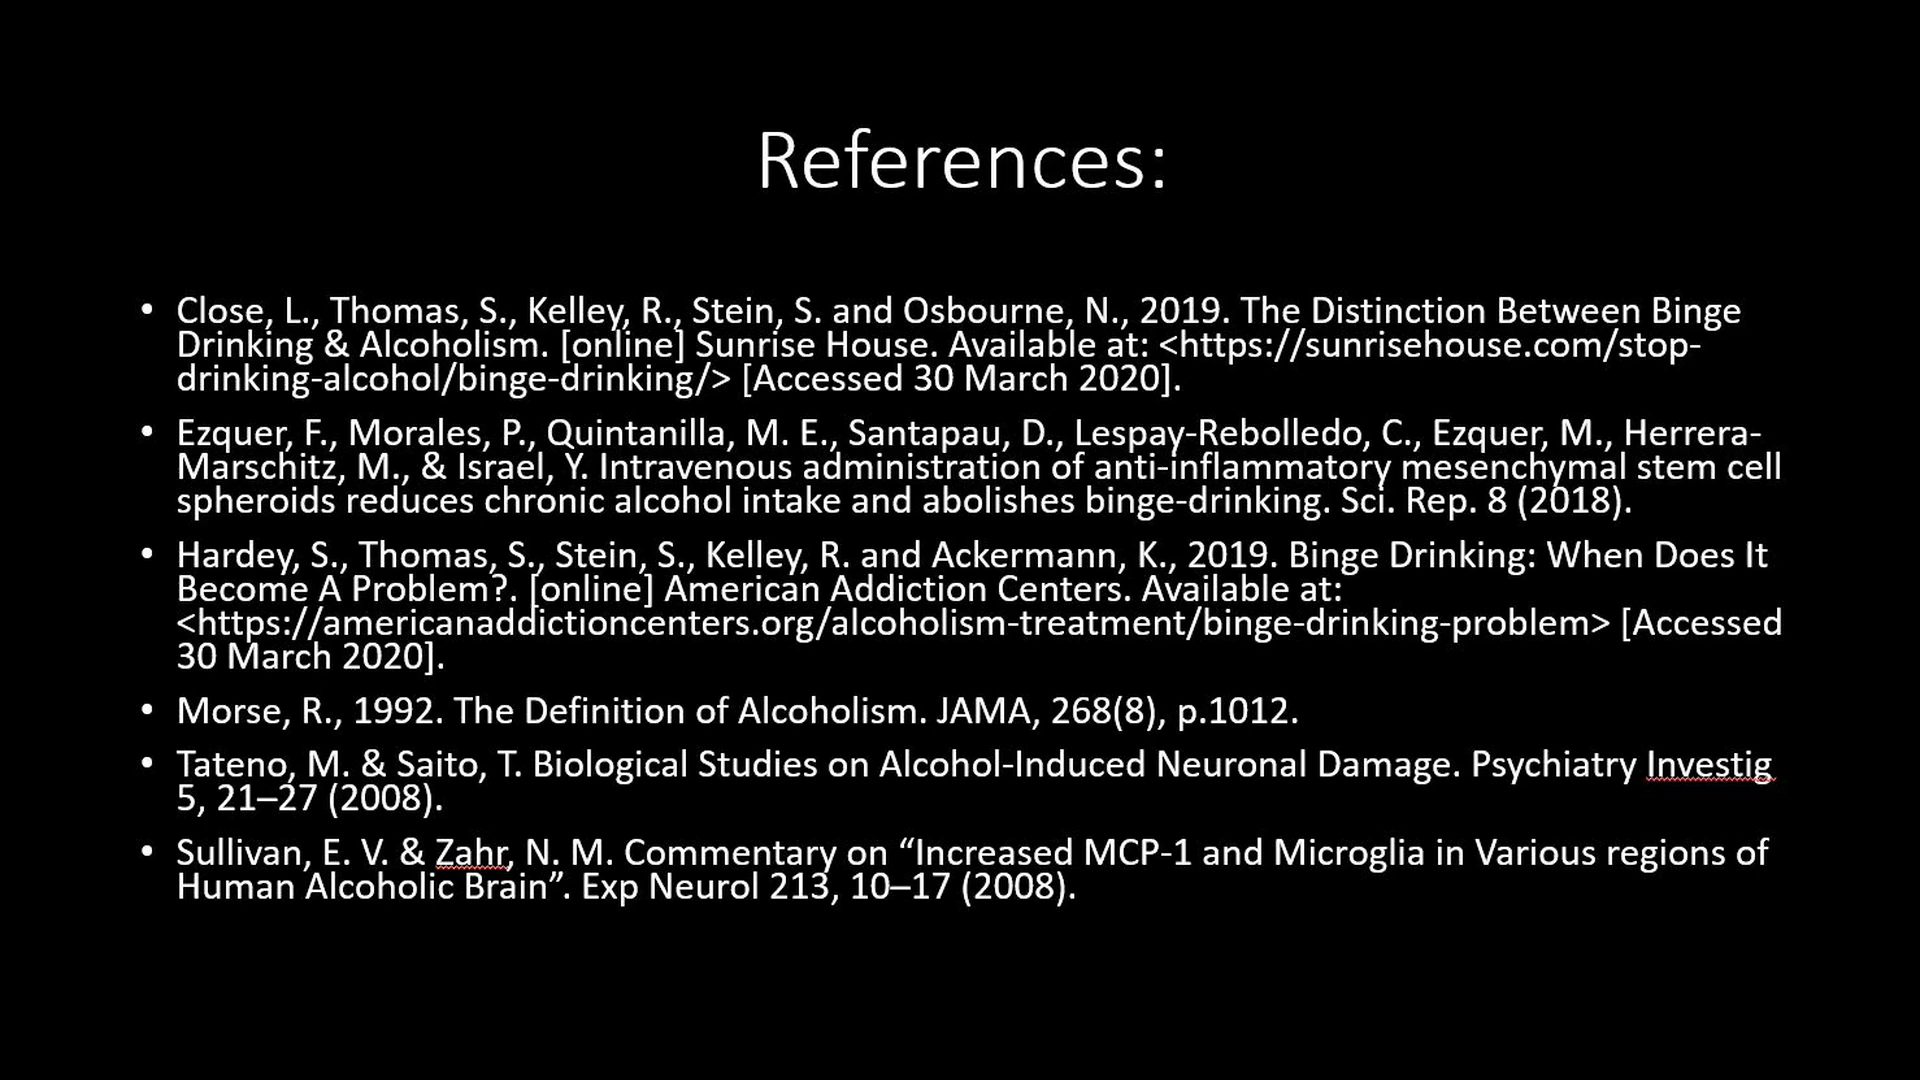 References:
• Close, L., Thomas, S., Kelley, R., Stein, S. and Osbourne, N., 2019. The Distinction Between Binge
Drinking & Alcoholism. [online] Sunrise House. Available at: <https://sunrisehouse.com/stop-
drinking-alcohol/binge-drinking/> [Accessed 30 March 2020].
• Ezquer, F., Morales, P., Quintanilla, M. E., Santapau, D., Lespay-Rebolledo, C., Ezquer, M., Herrera-
Marschitz, M., & Israel, Y. Intravenous administration of anti-inflammatory mesenchymal stem cell
spheroids reduces chronic alcohol intake and abolishes binge-drinking. Sci. Rep. 8 (2018).
• Hardey, S., Thomas, S., Stein, S., Kelley, R. and Ackermann, K., 2019. Binge Drinking: When Does It
Become A Problem?. [online] American Addiction Centers. Available at:
<https://americanaddictioncenters.org/alcoholism-treatment/binge-drinking-problem> [Accessed
30 March 2020].
• Morse, R., 1992. The Definition of Alcoholism. JAMA, 268(8), p.1012.
• Tateno, M. & Saito, T. Biological Studies on Alcohol-Induced Neuronal Damage. Psychiatry Investig
5, 21–27 (2008).
• Sullivan, E. V. & Zahr, N. M. Commentary on “Increased MCP-1 and Microglia in Various regions of
Human Alcoholic Brain”. Exp Neurol 213, 10–17 (2008).